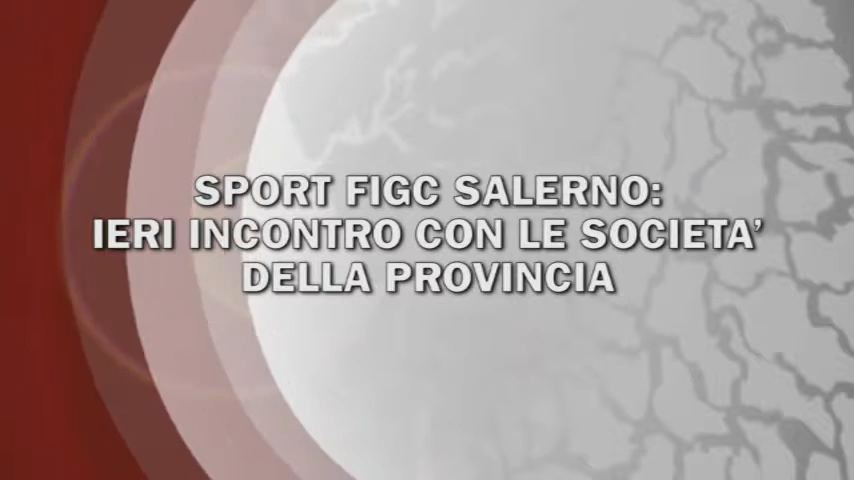 SPORT FIGC SALERNO:
IERI INCONTRO CON LE SOCIETA’
DELLA PROVINCIA